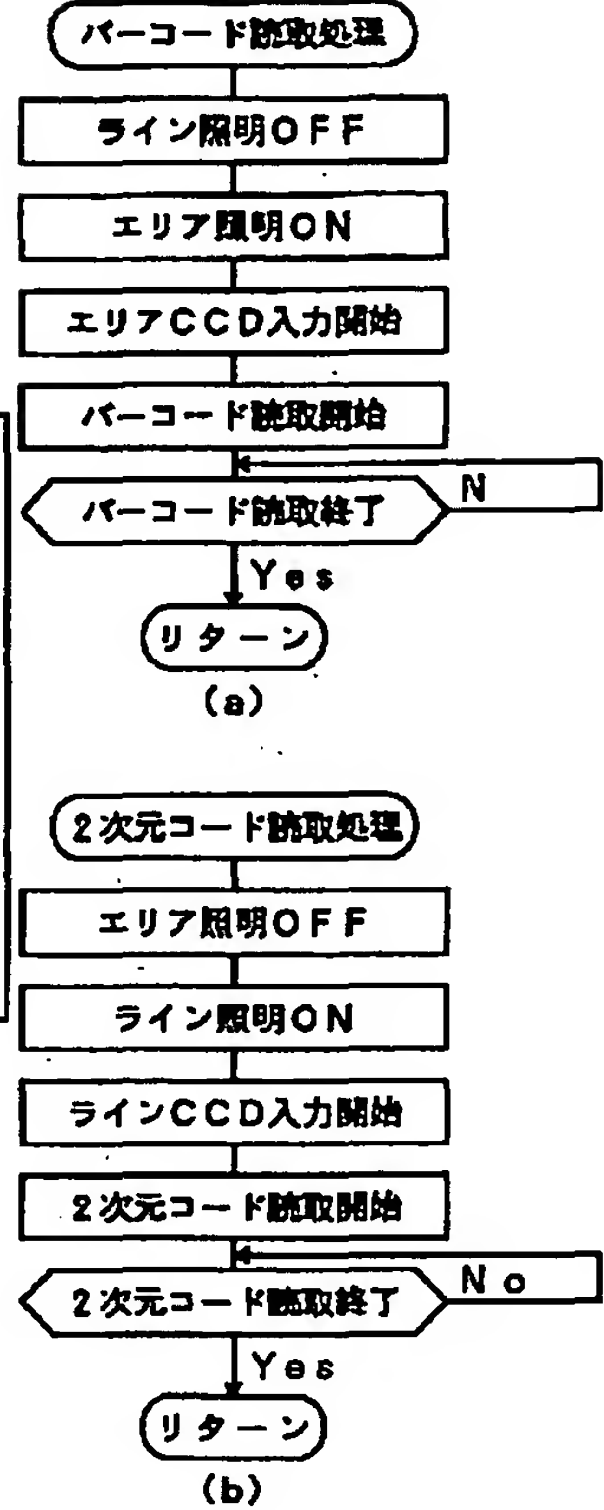 バーコード読取処理
ライン照明OFF
エリア照明ON
エリアCCD入力開始
バーコード読取開始
N
バーコード読取終了
Yes
リターン
(a)
2次元コード読取処理
エリア照明OFF
ライン照明ON
ラインCCD入力開始
2次元コード読取開始
No
2次元コード読取終了
Yes
リターン
(b)